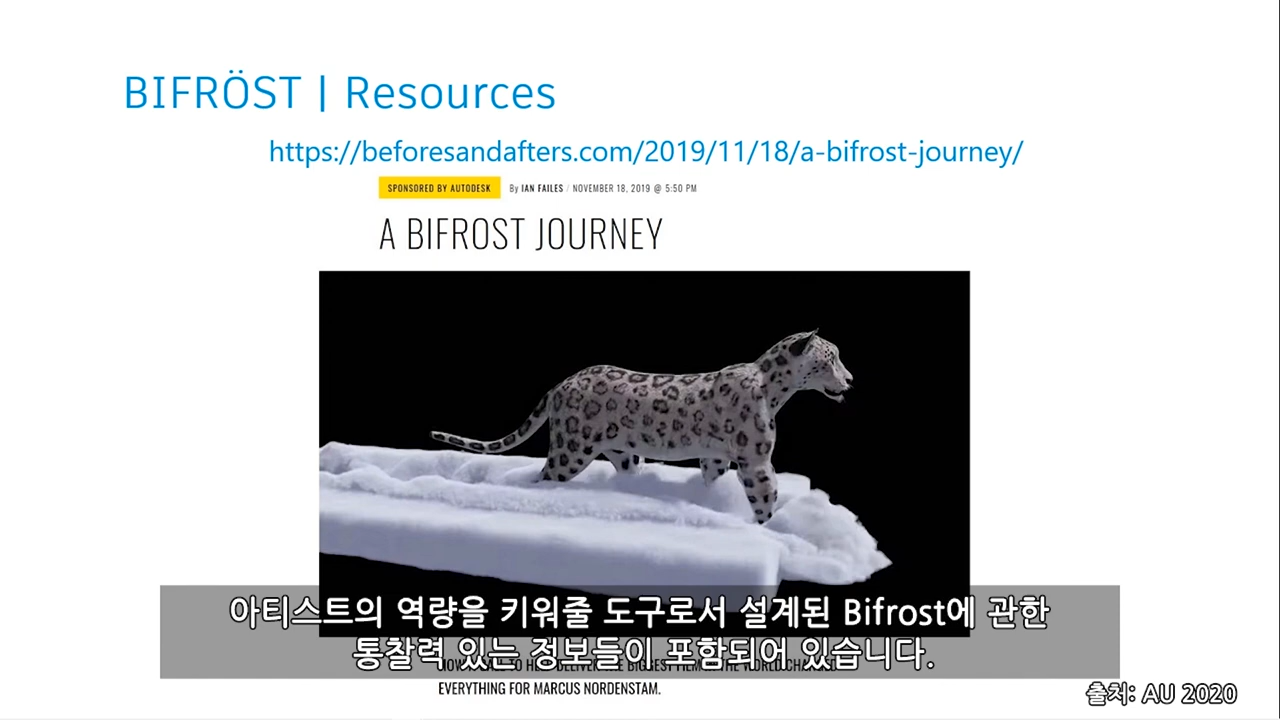 BIFRÖST | Resources
https://beforesandafters.com/2019/11/18/a-bifrost-journey/
SPONSORED BY AUTODESK By IAN FAILES / NOVEMBER 18, 2019 @ 5:50 PM
A BIFROST JOURNEY
아티스트의 역량을 키워줄 도구로서 설계된 Bifrost에 관한
통찰력 있는 정보들이 포함되어 있습니다.
EVERYTHING FOR MARCUS NORDENSTAM.
출처: AU 2020